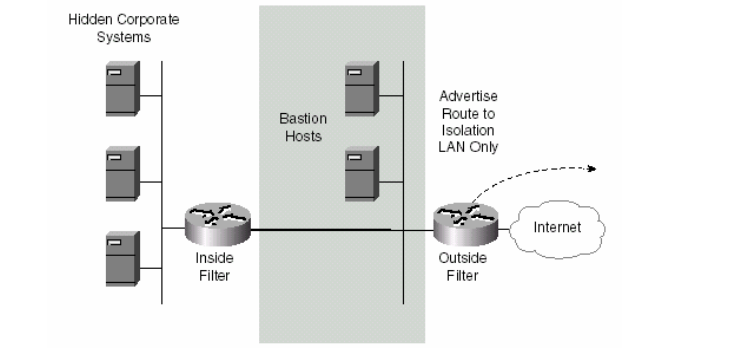 Hidden Corporate
Systems
Bastion
Hosts
Advertise
Route to
Isolation
LAN Only
Internet
Inside
Filter
Outside
Filter